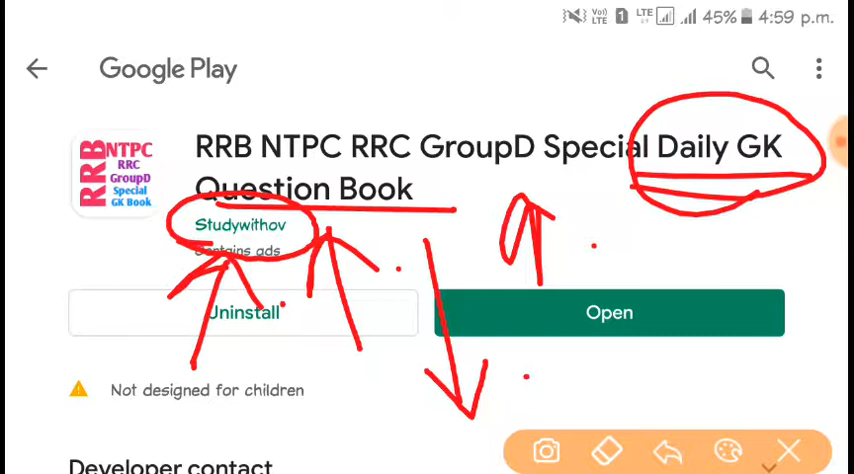 Vo)) LTE 1 LTE 45% 4:59 p.m.
Google Play
RRB NTPC RRC GroupD Special Daily GK
Question Book
RRB
NTPC
RRC
GroupD
Special
GK Book
Studywithov
Contains ads
Uninstall
Open
Not designed for children
Developer contact